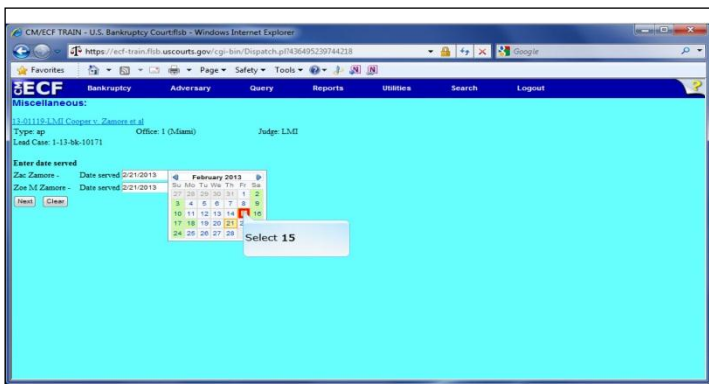 CM/ECF TRAIN - U.S. Bankruptcy Court:flsb - Windows Internet Explorer
https://ecf-train.flsb.uscourts.gov/cgi-bin/Dispatch.pl?436495239744218
Google
Favorites Page Safety Tools
ECF Bankruptcy Adversary Query Reports Utilities Search Logout ?
Miscellaneous:
13-01119-LMI Cooper v. Zamore et al
Type: ap Office: 1 (Miami) Judge: LMI
Lead Case: 1-13-bk-10171
Enter date served
Zac Zamore - Date served 2/21/2013
Zoe M Zamore - Date served 2/21/2013
Next Clear
February 2013
Su Mo Tu We Th Fr Sa
27 28 29 30 31 1 2
3 4 5 6 7 8 9
10 11 12 13 14 16
17 18 19 20 21
24 25 26 27 28
Select 15